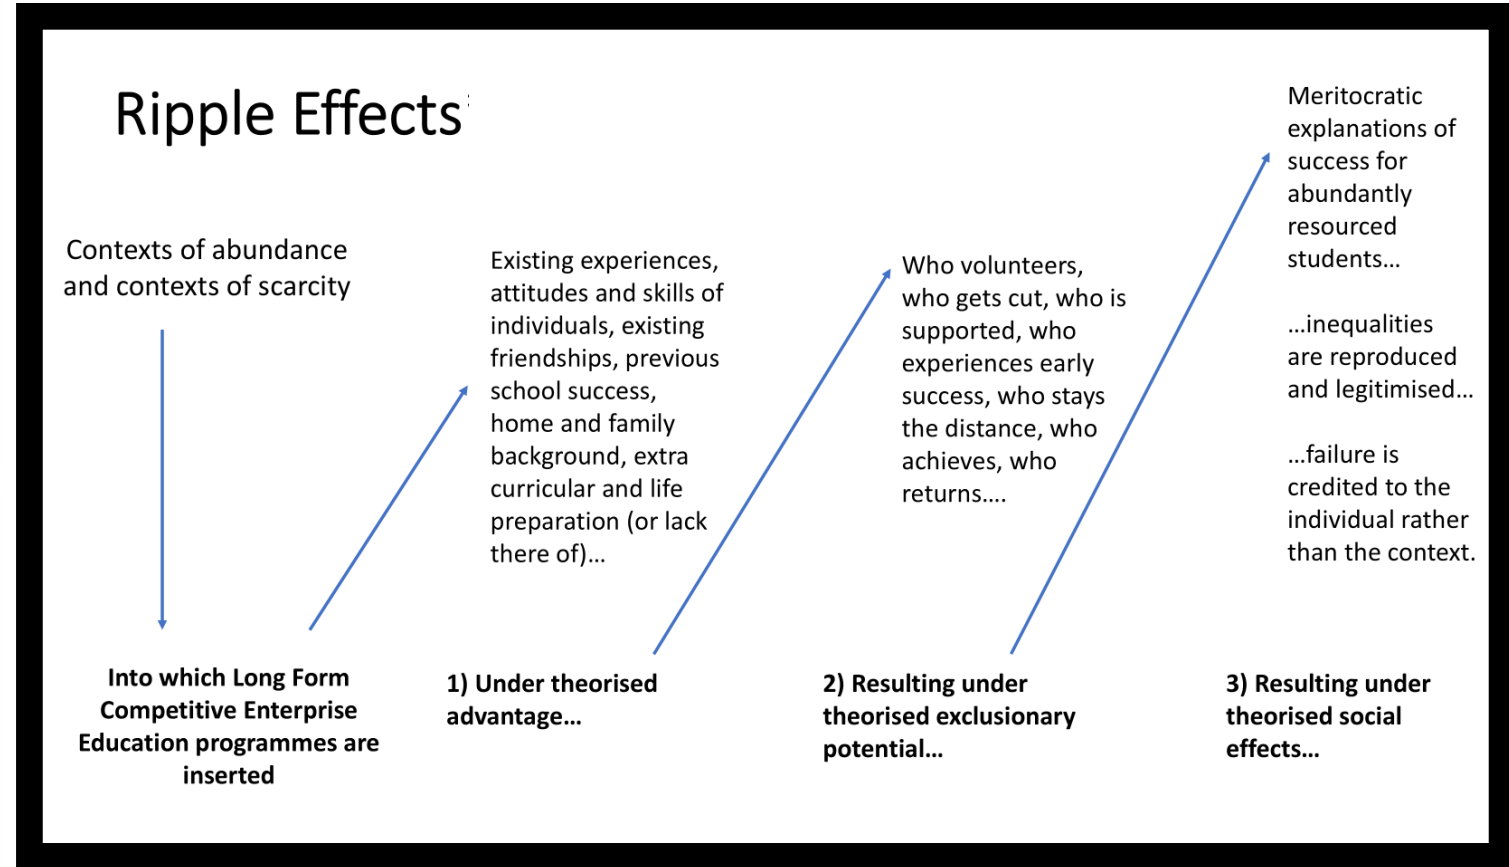 Ripple Effects
Contexts of abundance
and contexts of scarcity
Into which Long Form
Competitive Enterprise
Education programmes are
inserted
Existing experiences,
attitudes and skills of
individuals, existing
friendships, previous
school success,
home and family
background, extra
curricular and life
preparation (or lack
there of)...
1) Under theorised
advantage...
Who volunteers,
who gets cut, who is
supported, who
experiences early
success, who stays
the distance, who
achieves, who
returns....
2) Resulting under
theorised exclusionary
potential...
Meritocratic
explanations of
success for
abundantly
resourced
students...
...inequalities
are reproduced
and legitimised...
...failure is
credited to the
individual rather
than the context.
3) Resulting under
theorised social
effects...